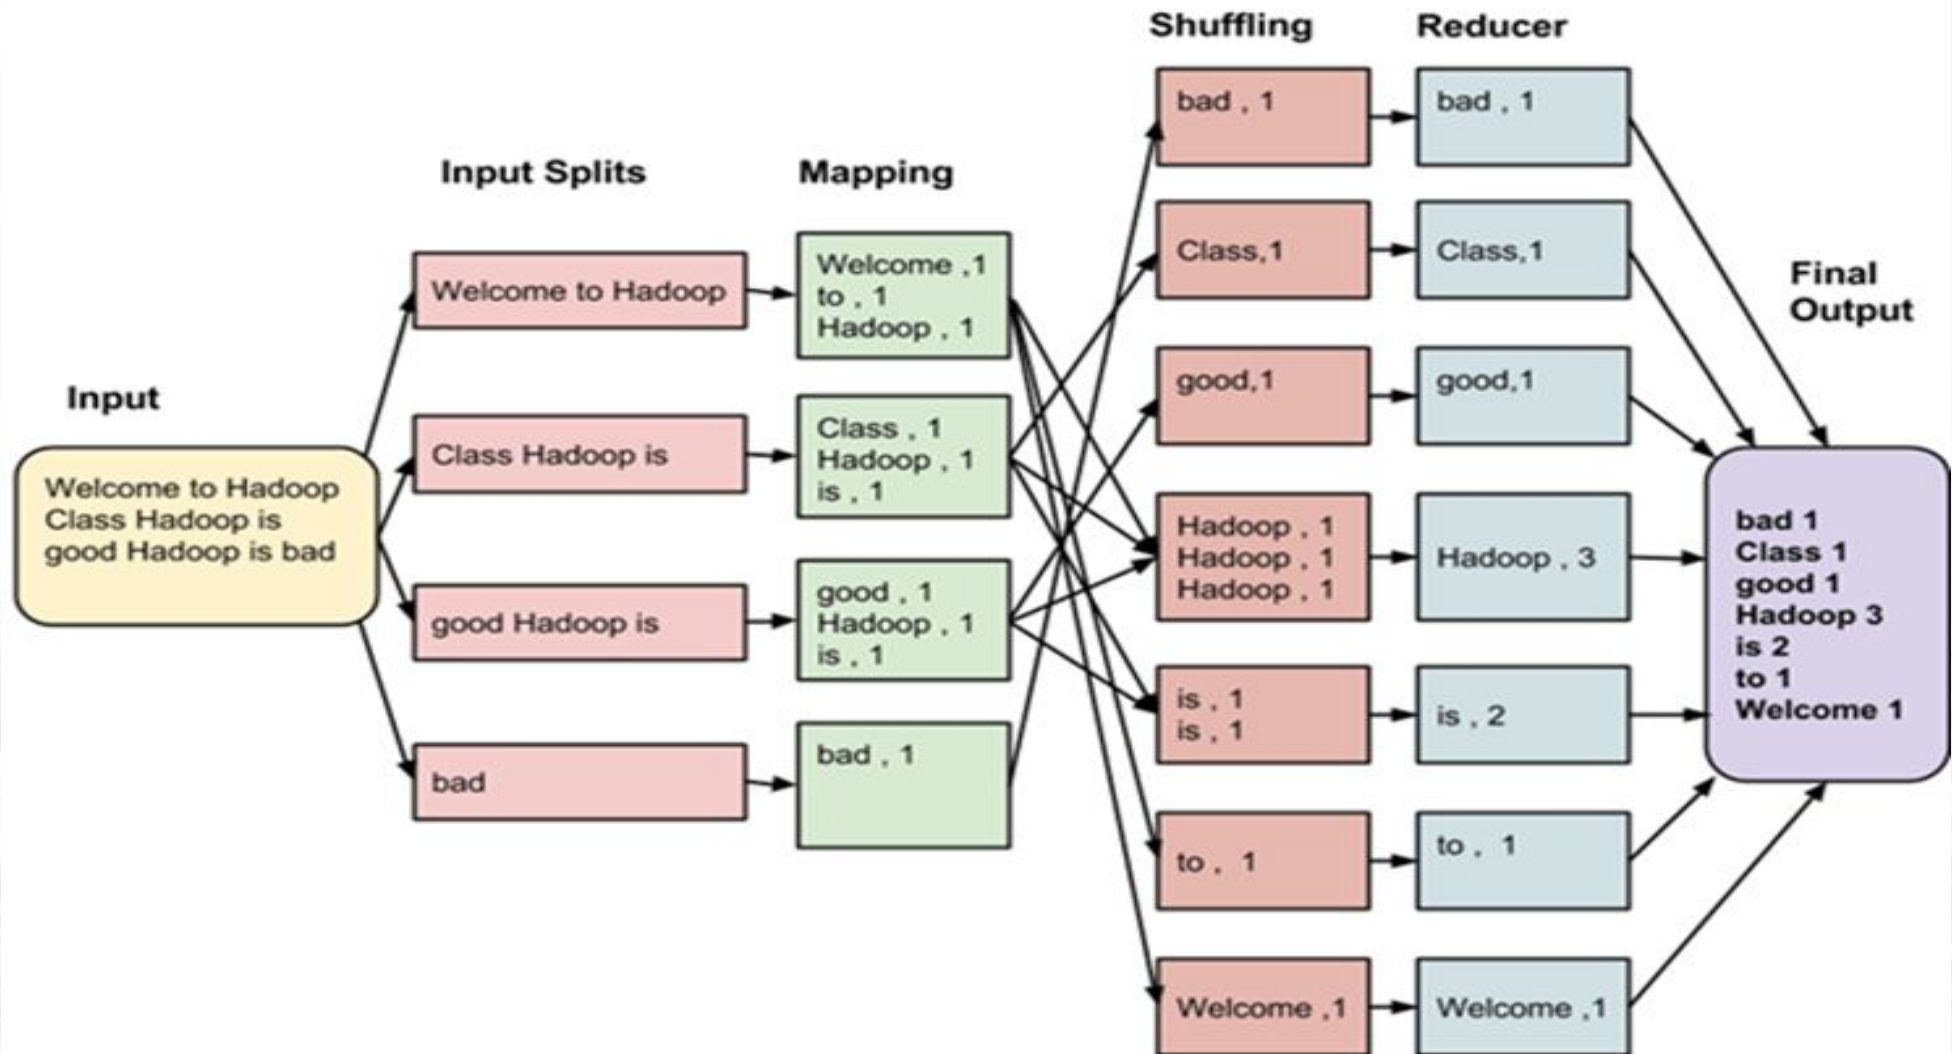 Shuffling
Reducer
Input Splits
Mapping
Input
Final
Output
Welcome to Hadoop
Class Hadoop is
good Hadoop is bad
Welcome to Hadoop
Class Hadoop is
good Hadoop is
bad
Welcome ,1
to , 1
Hadoop , 1
Class , 1
Hadoop , 1
is , 1
good , 1
Hadoop , 1
is , 1
bad , 1
bad , 1
Class,1
good,1
Hadoop , 1
Hadoop , 1
Hadoop , 1
is , 1
is , 1
to , 1
Welcome ,1
bad , 1
Class,1
good,1
Hadoop , 3
is , 2
to , 1
Welcome ,1
bad 1
Class 1
good 1
Hadoop 3
is 2
to 1
Welcome 1